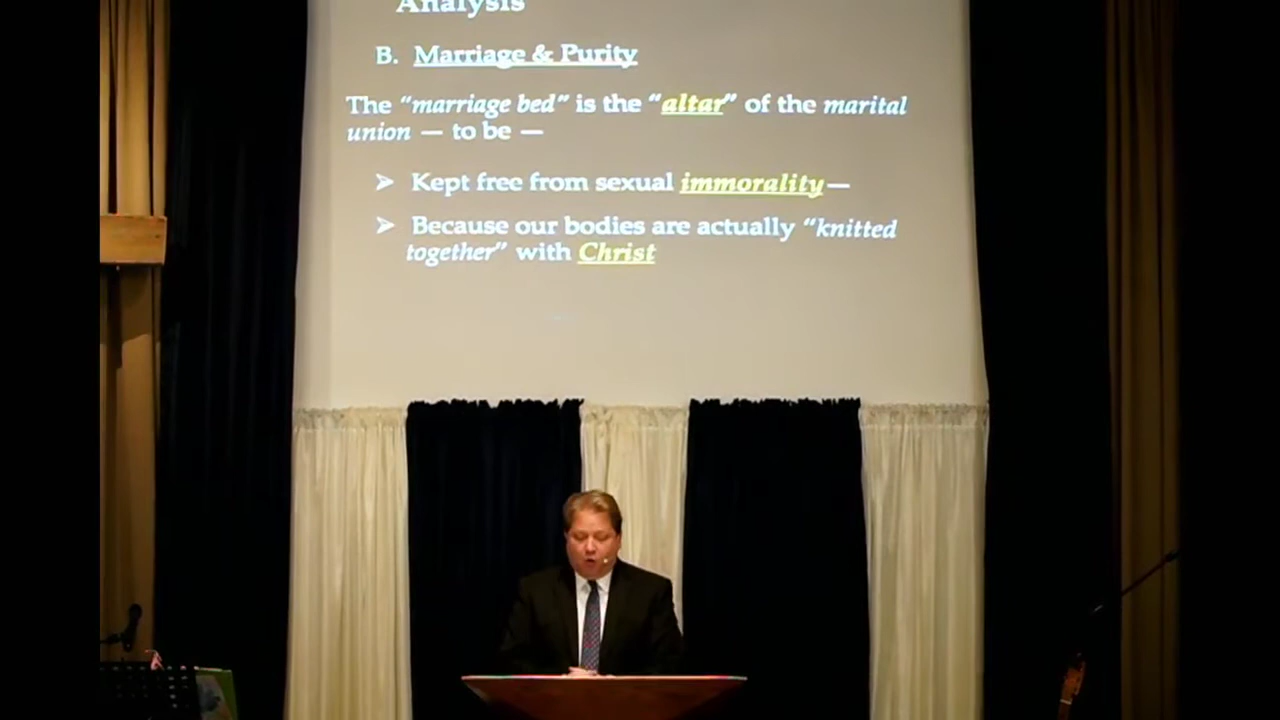 Analysis
B. Marriage & Purity
The “marriage bed” is the “altar” of the marital
union — to be —
➢ Kept free from sexual immorality—
➢ Because our bodies are actually “knitted
together” with Christ